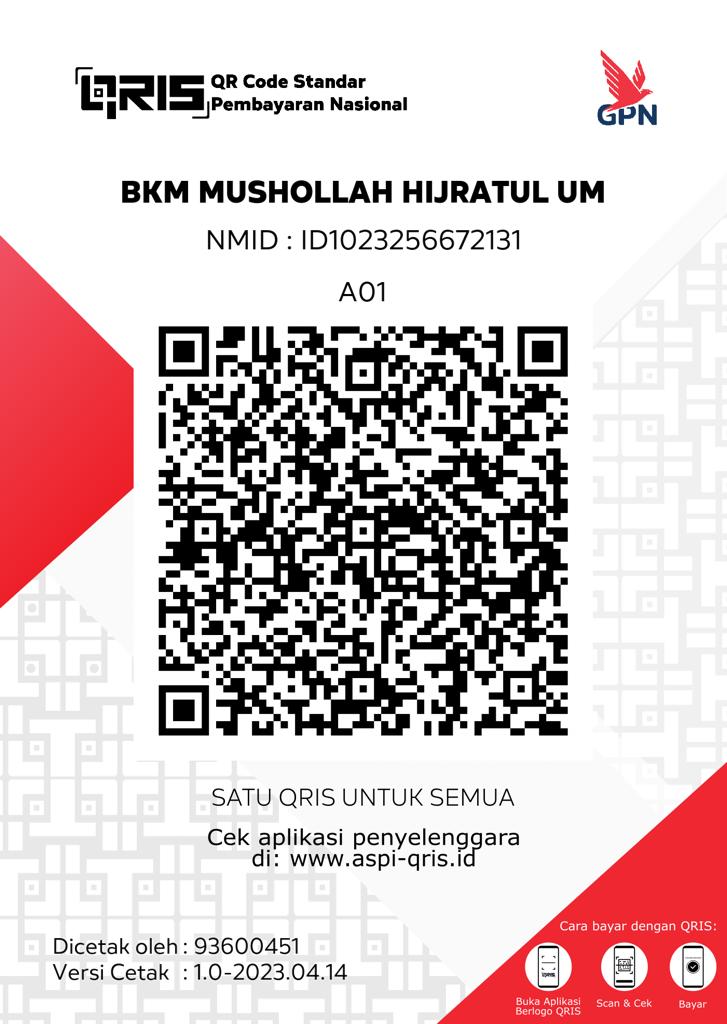 QRIS QR Code Standar
Pembayaran Nasional
GPN
BKM MUSHOLLAH HIJRATUL UM
NMID : ID1023256672131
A01
SATU QRIS UNTUK SEMUA
Cek aplikasi penyelenggara
di: www.aspi-qris.id
Dicetak oleh : 93600451
Versi Cetak : 1.0-2023.04.14
Cara bayar dengan QRIS:
Buka Aplikasi
Berlogo QRIS
Scan & Cek
Bayar